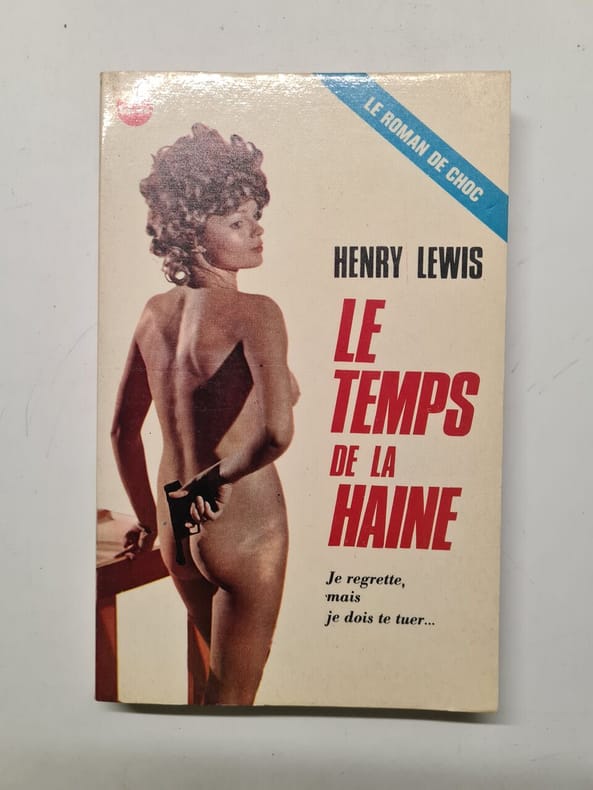 LE ROMAN DE CHOC
HENRY LEWIS
LE
TEMPS
DE LA
HAINE
Je regrette,
mais
je dois te tuer...